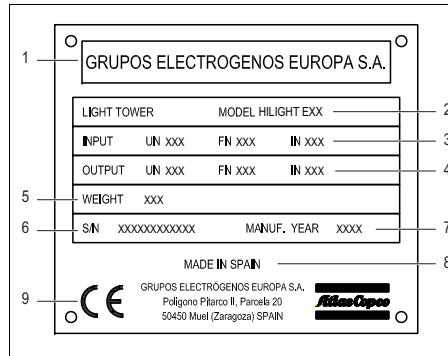 1 GRUPOS ELECTROGENOS EUROPA S.A.
LIGHT TOWER MODEL HILIGHT EXX 2
INPUT UN XXX FN XXX IN XXX 3
OUTPUT UN XXX FN XXX IN XXX 4
5 WEIGHT XXX
6 S/N XXXXXXXXXXXX MANUF. YEAR XXXX 7
MADE IN SPAIN 8
9 CE GRUPOS ELECTRÓGENOS EUROPA S.A.
Poligono Pitarco II, Parcela 20
50450 Muel (Zaragoza) SPAIN
Atlas Copco